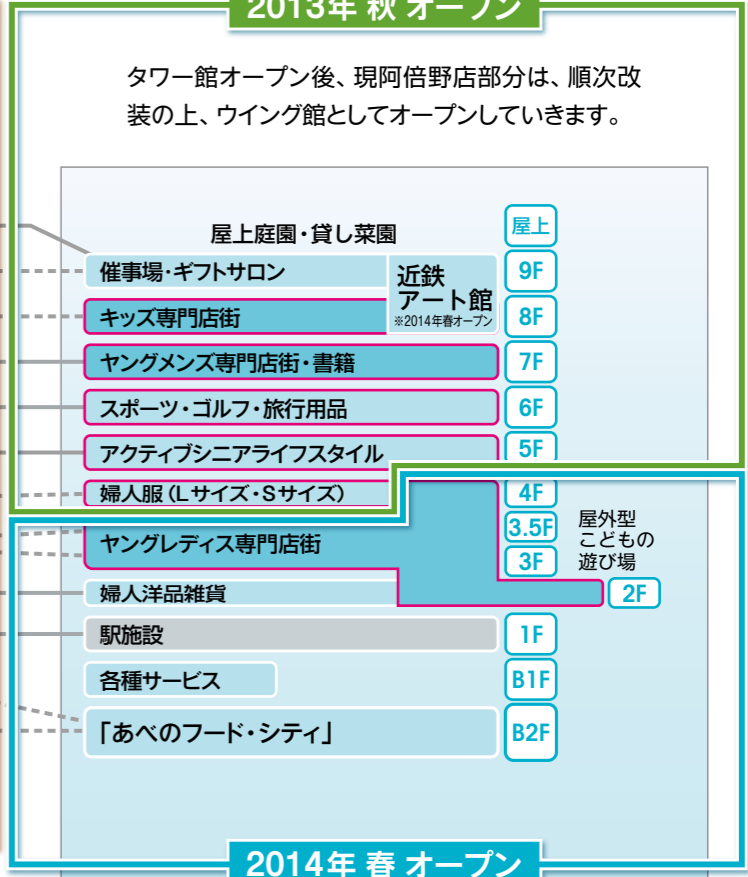 2013年 秋 オープン
タワー館オープン後、現阿倍野店部分は、順次改
装の上、ウイング館としてオープンしていきます。
屋上庭園・貸し菜園
屋上
催事場・ギフトサロン
近鉄
アート館
※2014年春オープン
9F
キッズ専門店街
8F
ヤングメンズ専門店街・書籍
7F
スポーツ・ゴルフ・旅行用品
6F
アクティブシニアライフスタイル
5F
婦人服（Lサイズ・Sサイズ）
4F
ヤングレディス専門店街
3.5F
3F
屋外型
こどもの
遊び場
婦人洋品雑貨
2F
駅施設
1F
各種サービス
B1F
「あべのフード・シティ」
B2F
2014年 春 オープン